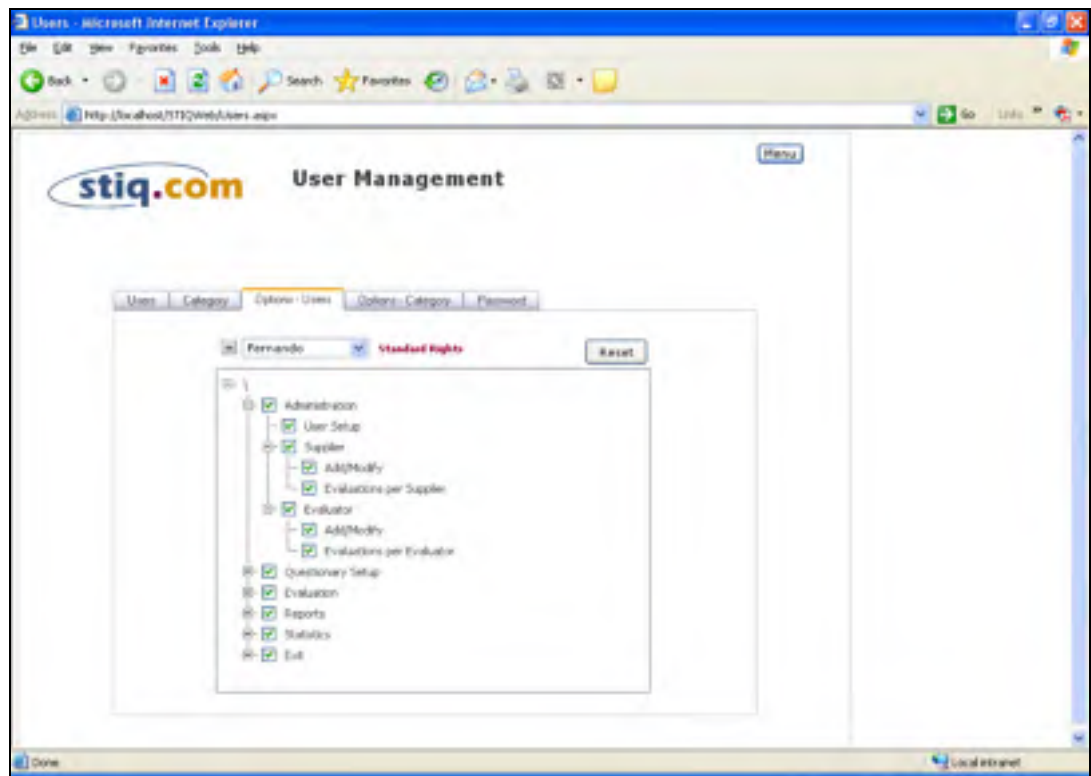 Users - Microsoft Internet Explorer
File Edit View Favorites Tools Help
Back Search Favorites
Address http://localhost/STIQWeb/Users.aspx Go Links
Menu
stiq.com User Management
Users Category Options - Users Options - Category Password
Fernando Standard Rights Reset
\
Administration
User Setup
Supplier
Add/Modify
Evaluations per Supplier
Evaluator
Add/Modify
Evaluations per Evaluator
Questionary Setup
Evaluation
Reports
Statistics
Exit
Done Local intranet